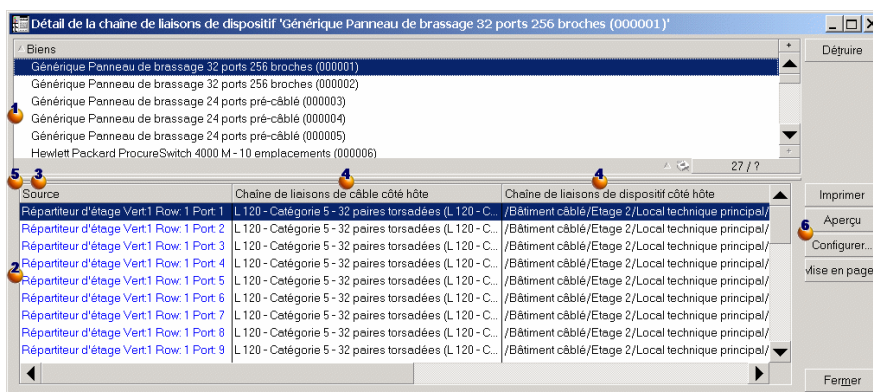 Détail de la chaîne de liaisons de dispositif 'Générique Panneau de brassage 32 ports 256 broches (000001)'
Biens
+
Détruire
Générique Panneau de brassage 32 ports 256 broches (000001)
Générique Panneau de brassage 32 ports 256 broches (000002)
Générique Panneau de brassage 24 ports pré-câblé (000003)
1
Générique Panneau de brassage 24 ports pré-câblé (000004)
Générique Panneau de brassage 24 ports pré-câblé (000005)
Hewlett Packard ProcureSwitch 4000 M - 10 emplacements (000006)
27 / ?
5 3 4 4
Source Chaîne de liaisons de câble côté hôte Chaîne de liaisons de dispositif côté hôte
Imprimer
Répartiteur d'étage Vert:1 Row: 1 Port: 1 L 120 - Catégorie 5 - 32 paires torsadées (L 120 - C... /Bâtiment câblé/Etage 2/Local technique principal/
Aperçu
6
Répartiteur d'étage Vert:1 Row: 1 Port: 2 L 120 - Catégorie 5 - 32 paires torsadées (L 120 - C... /Bâtiment câblé/Etage 2/Local technique principal/
Répartiteur d'étage Vert:1 Row: 1 Port: 3 L 120 - Catégorie 5 - 32 paires torsadées (L 120 - C... /Bâtiment câblé/Etage 2/Local technique principal/
Configurer...
Répartiteur d'étage Vert:1 Row: 1 Port: 4 L 120 - Catégorie 5 - 32 paires torsadées (L 120 - C... /Bâtiment câblé/Etage 2/Local technique principal/
2
Mise en page
Répartiteur d'étage Vert:1 Row: 1 Port: 5 L 120 - Catégorie 5 - 32 paires torsadées (L 120 - C... /Bâtiment câblé/Etage 2/Local technique principal/
Répartiteur d'étage Vert:1 Row: 1 Port: 6 L 120 - Catégorie 5 - 32 paires torsadées (L 120 - C... /Bâtiment câblé/Etage 2/Local technique principal/
Répartiteur d'étage Vert:1 Row: 1 Port: 7 L 120 - Catégorie 5 - 32 paires torsadées (L 120 - C... /Bâtiment câblé/Etage 2/Local technique principal/
Répartiteur d'étage Vert:1 Row: 1 Port: 8 L 120 - Catégorie 5 - 32 paires torsadées (L 120 - C... /Bâtiment câblé/Etage 2/Local technique principal/
Répartiteur d'étage Vert:1 Row: 1 Port: 9 L 120 - Catégorie 5 - 32 paires torsadées (L 120 - C... /Bâtiment câblé/Etage 2/Local technique principal/
Fermer